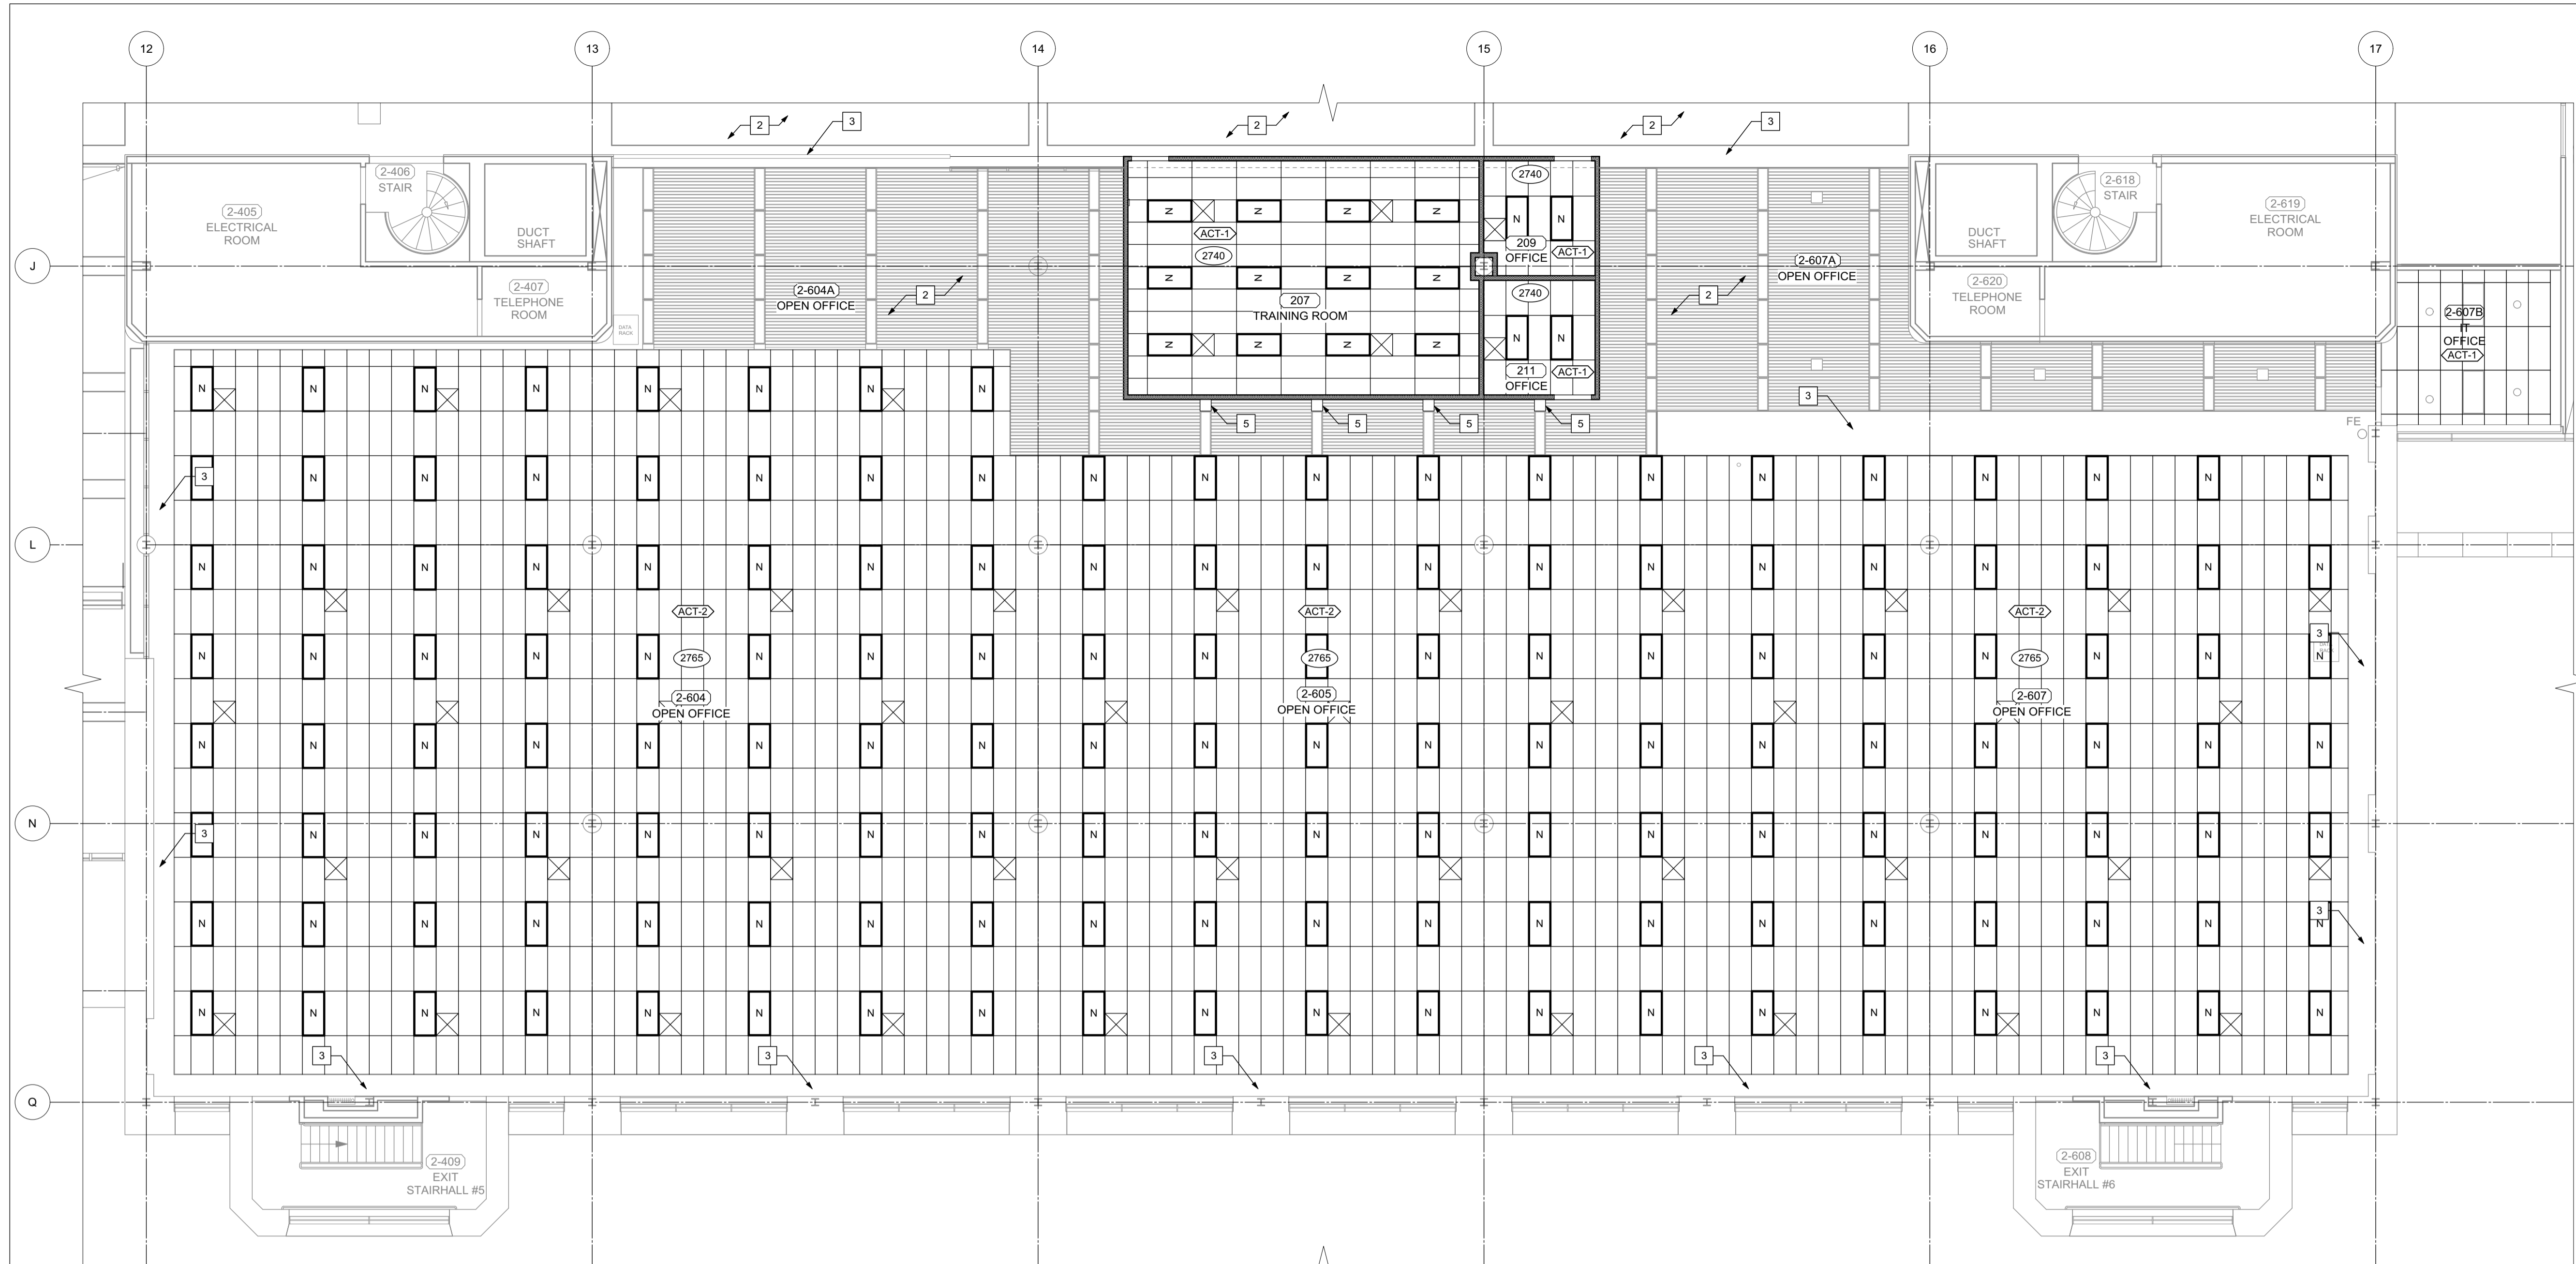 12 13 14 15 16 17
2 3 2 2 3
2-406
STAIR
2-405
ELECTRICAL
ROOM
DUCT
SHAFT
2-407
TELEPHONE
ROOM
DATA
RACK
2-604A
OPEN OFFICE
2
N N N N
ACT-1
2740
N N N N
207
TRAINING ROOM
N N N N
2740
N N
209
OFFICE
ACT-1
2740
N N
211
OFFICE
ACT-1
2-607A
OPEN OFFICE
2
2-618
STAIR
2-619
ELECTRICAL
ROOM
DUCT
SHAFT
2-620
TELEPHONE
ROOM
2-607B
IT
OFFICE
ACT-1
J
N N N N N N N N
3
5 5 5 5
FE
3 N N N N N N N N N N N N N N N N N N N
L
N N N N N N N N N N N N N N N N N N N N
ACT-2 ACT-2 ACT-2
3
N N N N N N N N N N N N N N N N N N N
DATA
RACK
2765 2765 2765
2-604
OPEN OFFICE
2-605
OPEN OFFICE
2-607
OPEN OFFICE
N N N N N N N N N N N N N N N N N N N N
N
3 N N N N N N N N N N N N N N N N N N N
3
N N N N N N N N N N N N N N N N N N N N
N N N N N N N N N N N N N N N N N N N N
3 3 3 3 3
Q
2-409
EXIT
STAIRHALL #5
2-608
EXIT
STAIRHALL #6